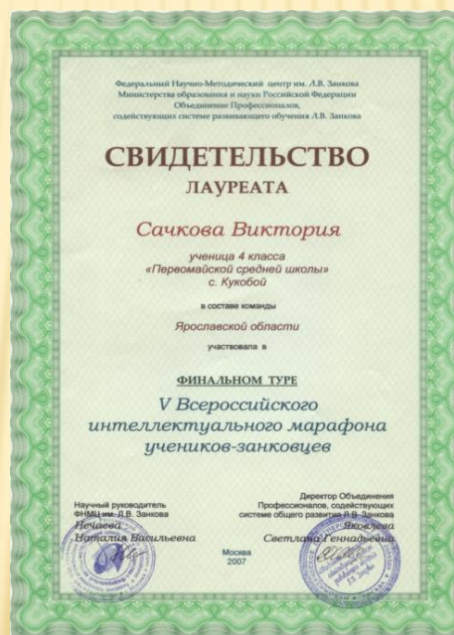 Федеральный Научно-Методический центр им. Л.В. Занкова
Министерства образования и науки Российской Федерации
Объединение Профессионалов,
содействующих системе развивающего обучения Л.В. Занкова
СВИДЕТЕЛЬСТВО
ЛАУРЕАТА
Сачкова Виктория
ученица 4 класса
«Первомайской средней школы»
с. Кукобой
в составе команды
Ярославской области
участвовала в
ФИНАЛЬНОМ ТУРЕ
V Всероссийского
интеллектуального марафона
учеников-занковцев
Научный руководитель
ФНМЦ им. Л.В. Занкова
Нечаева
Наталия Васильевна
Директор Объединения
Профессионалов, содействующих
системе общего развития Л.В. Занкова
Яковлева
Светлана Геннадьевна
Москва
2007